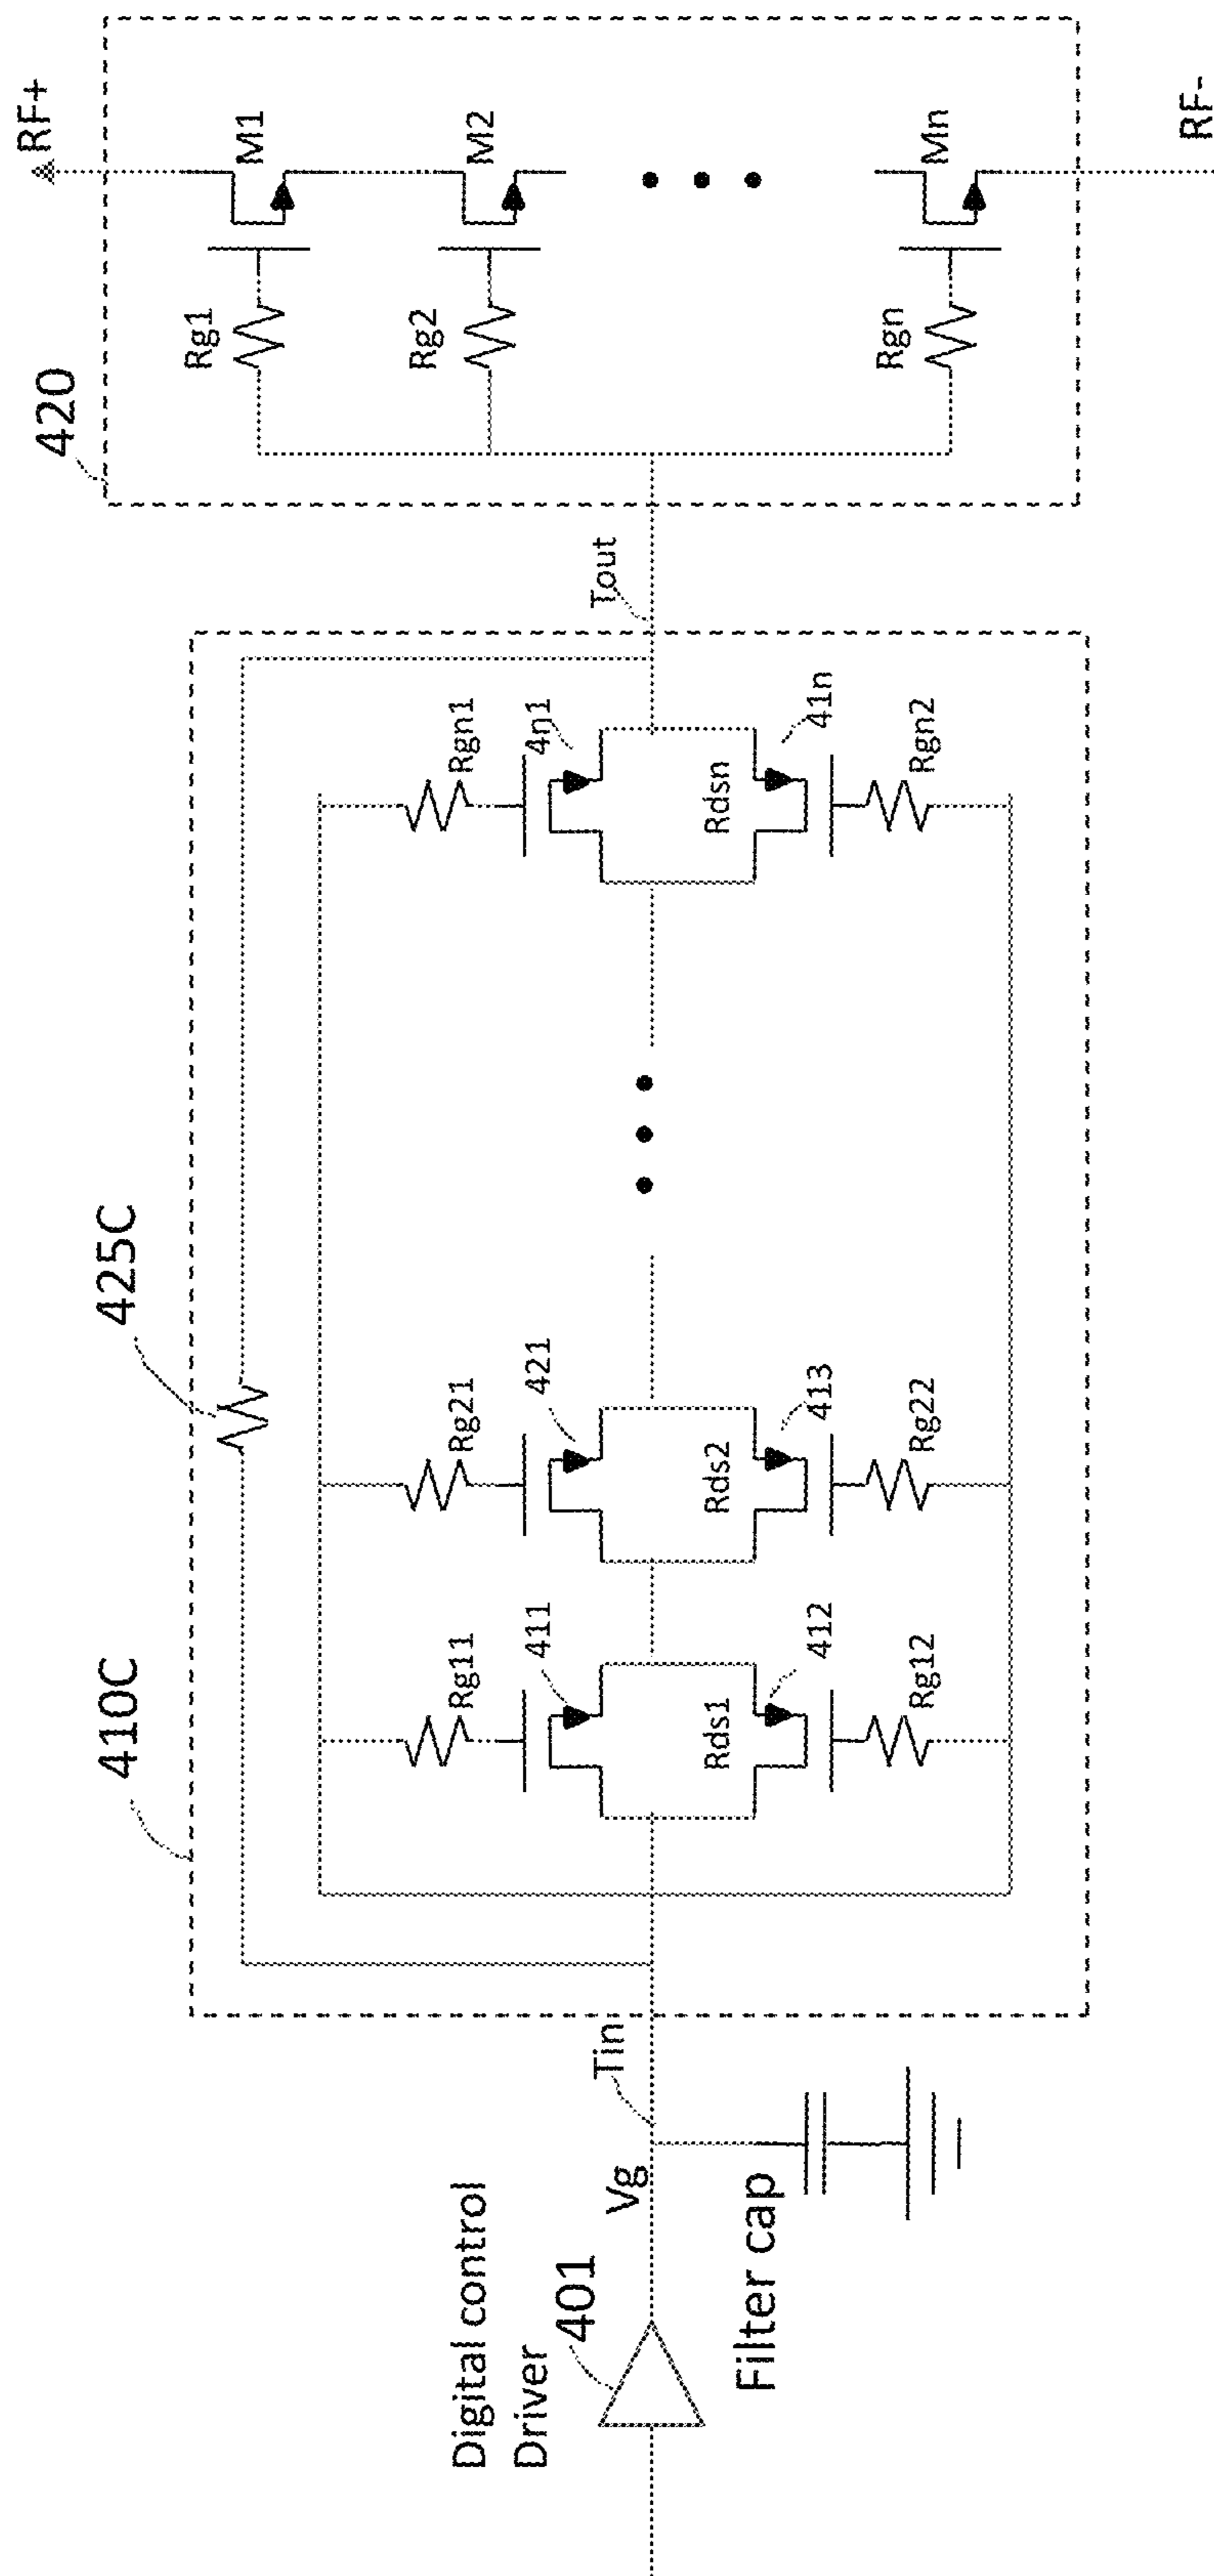 Digital control
Driver
401
Vg
Filter cap
Tin
410C
425C
Rg11
411
Rds1
412
Rg12
Rg21
421
Rds2
413
Rg22
Rgn1
4n1
Rdsn
41n
Rgn2
Tout
420
Rg1
Rg2
Rgn
M1
M2
Mn
RF+
RF-